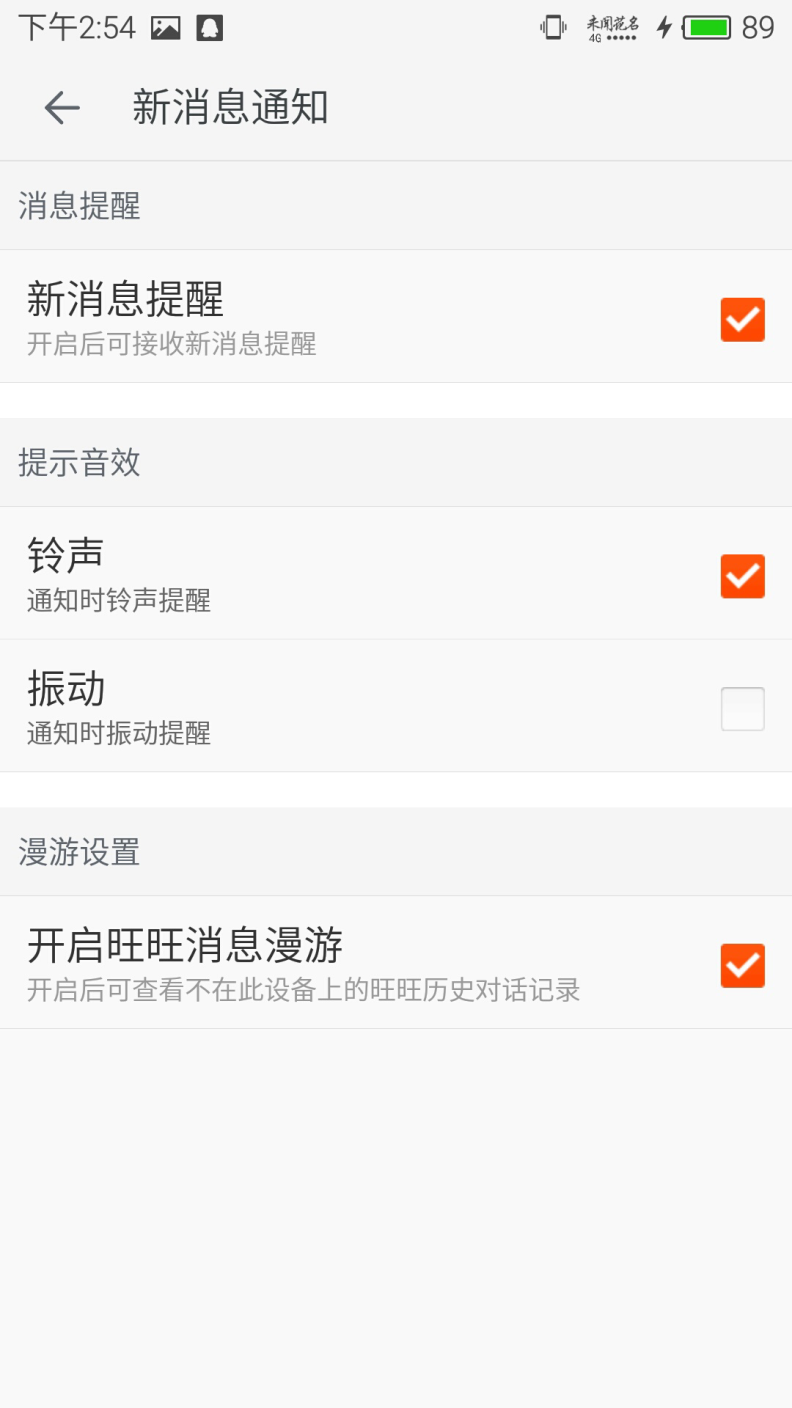 下午2:54 未闻花名 4G 89
新消息通知
消息提醒
新消息提醒
开启后可接收新消息提醒
提示音效
铃声
通知时铃声提醒
振动
通知时振动提醒
漫游设置
开启旺旺消息漫游
开启后可查看不在此设备上的旺旺历史对话记录